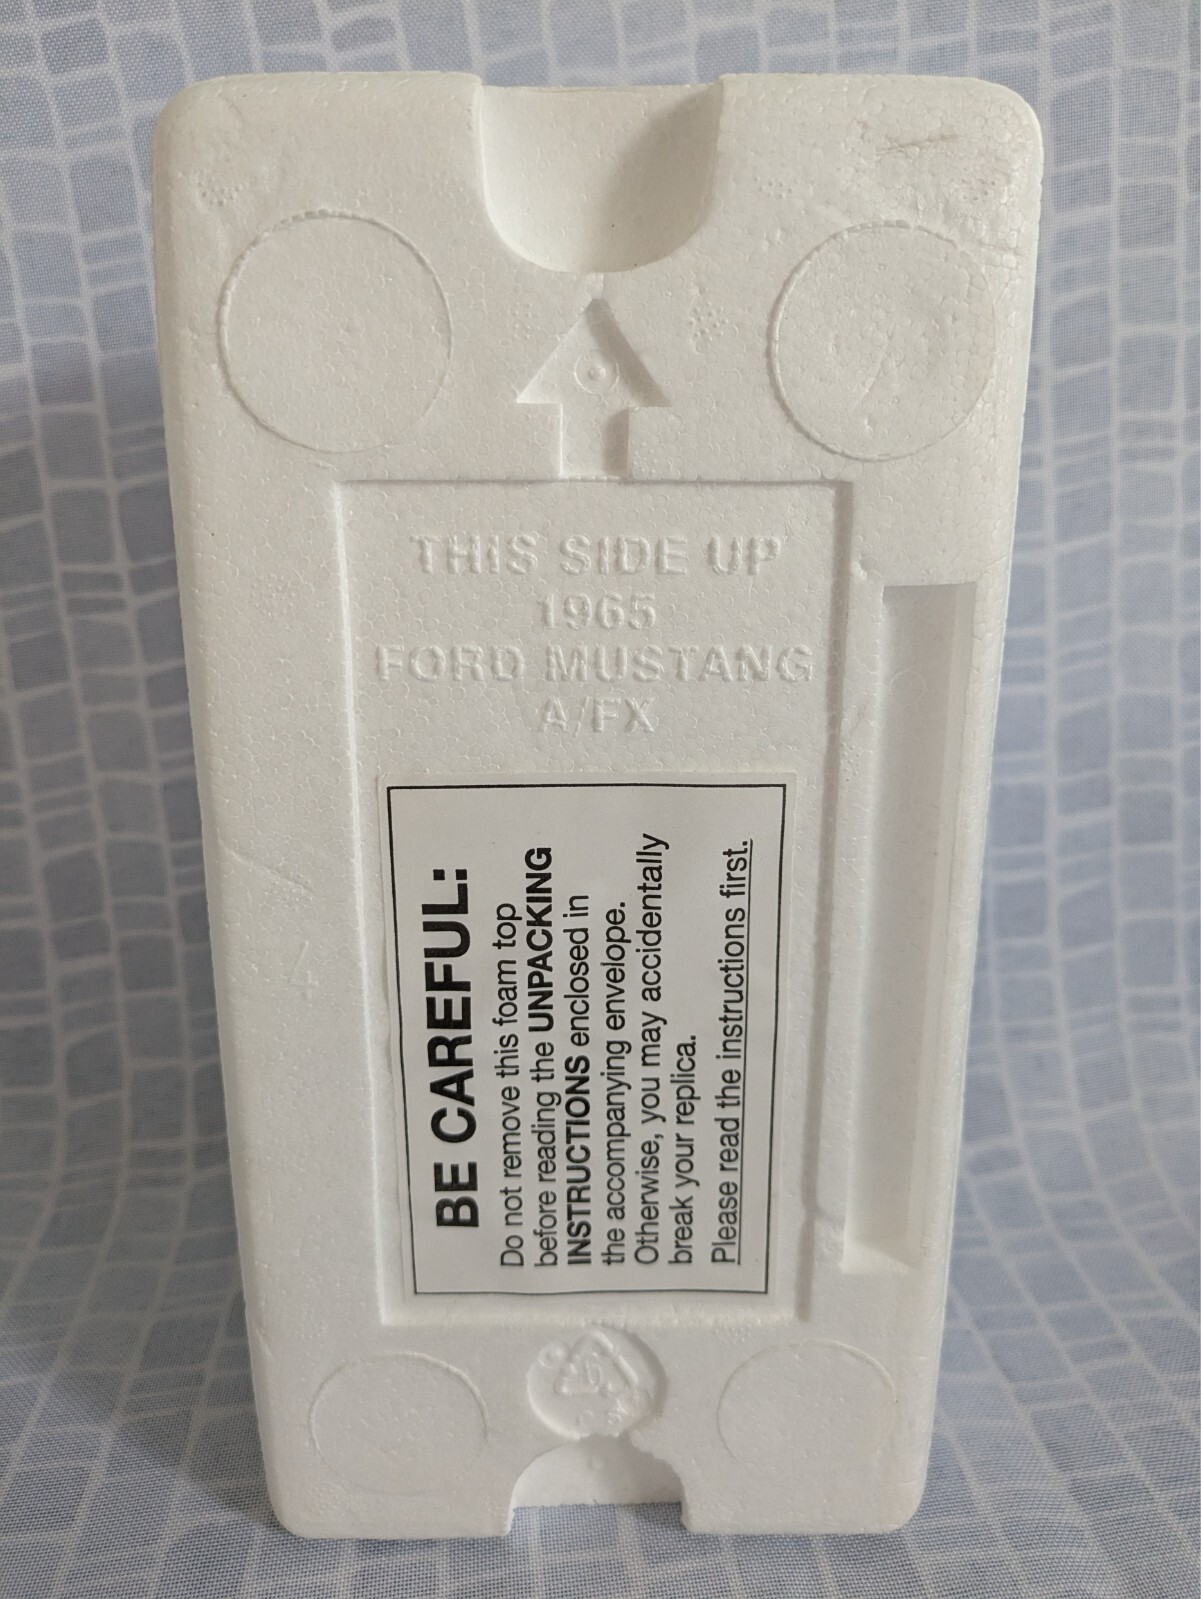 THIS SIDE UP
1965
FORD MUSTANG
A/FX
BE CAREFUL:
Do not remove this foam top
before reading the UNPACKING
INSTRUCTIONS enclosed in
the accompanying envelope.
Otherwise, you may accidentally
break your replica.
Please read the instructions first.